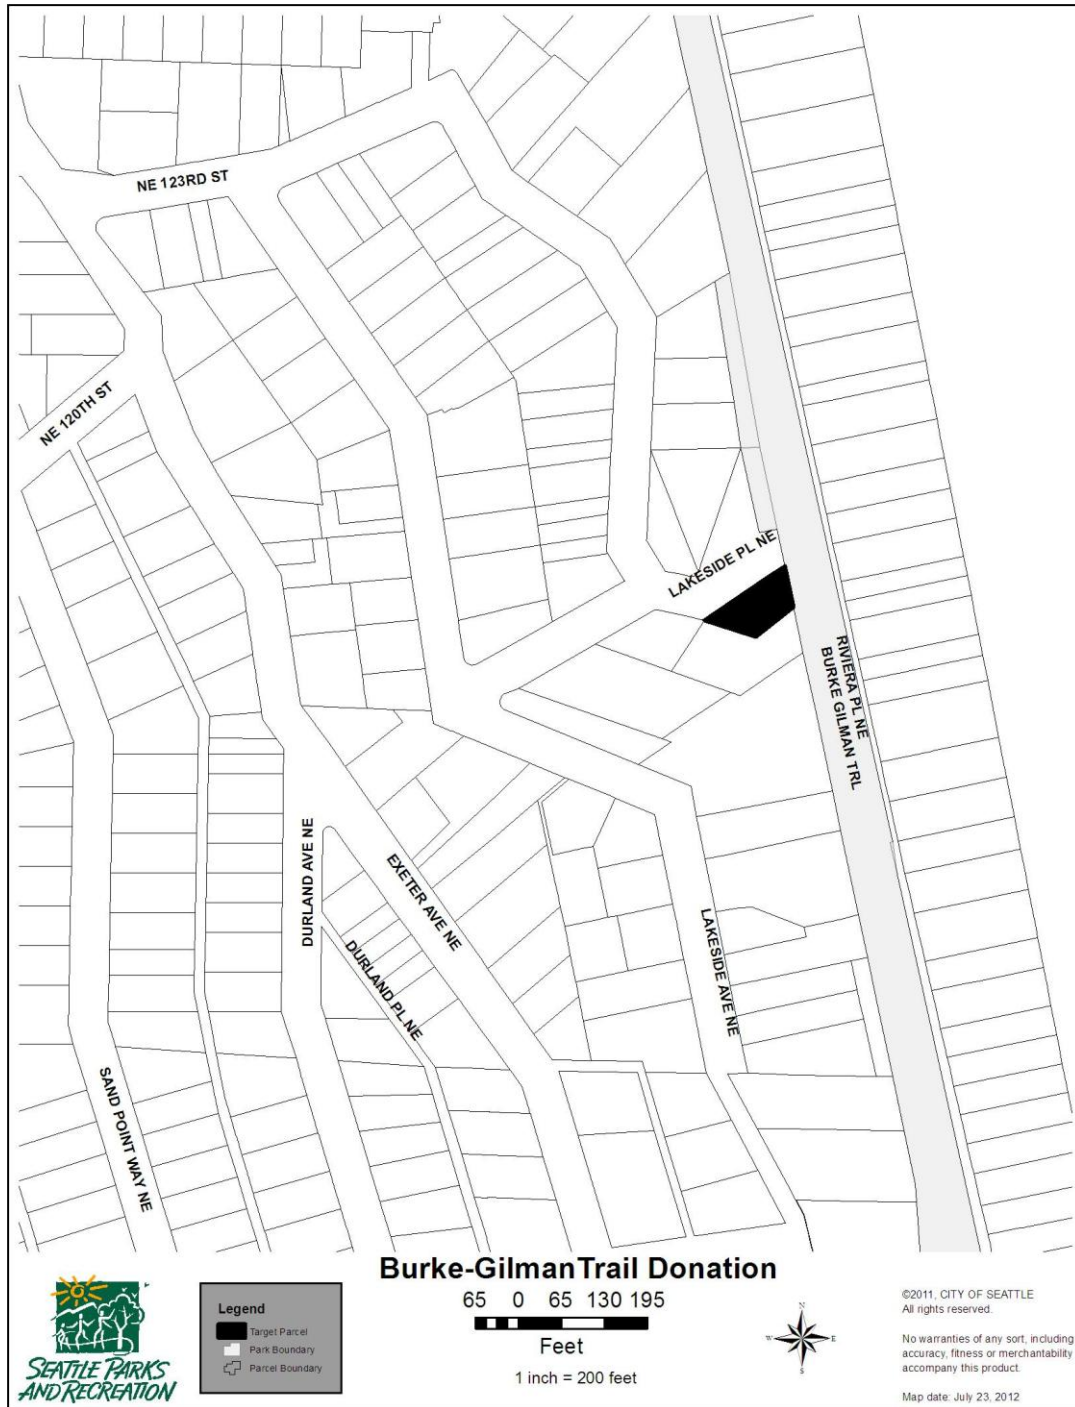 NE 123RD ST
NE 120TH ST
LAKESIDE PL NE
RIVIERA PL NE
BURKE GILMAN TRL
DURLAND AVE NE
EXETER AVE NE
DURLAND PL NE
LAKESIDE AVE NE
SAND POINT WAY NE
Burke-GilmanTrail Donation
65 0 65 130 195
Feet
1 inch = 200 feet
SEATTLE PARKS
AND RECREATION
Legend
Target Parcel
Park Boundary
Parcel Boundary
N
W E
S
©2011, CITY OF SEATTLE
All rights reserved.
No warranties of any sort, including
accuracy, fitness or merchantability
accompany this product.
Map date: July 23, 2012